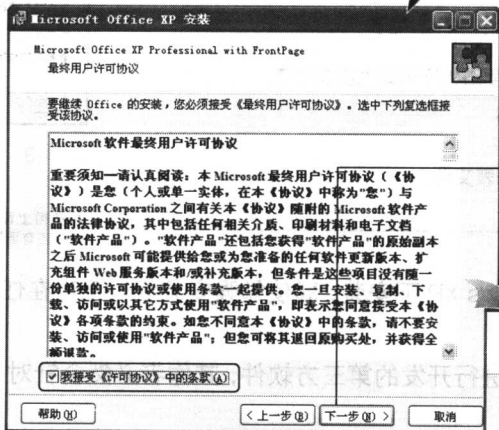 Microsoft Office XP 安装
Microsoft Office XP Professional with FrontPage
最终用户许可协议
要继续 Office 的安装，您必须接受《最终用户许可协议》。选中下列复选框接
受该协议。
Microsoft 软件最终用户许可协议
重要须知—请认真阅读：本 Microsoft 最终用户许可协议（《协
议》）是您（个人或单一实体，在本《协议》中称为"您"）与
Microsoft Corporation 之间有关本《协议》随附的 Microsoft 软件产
品的法律协议，其中包括任何相关介质、印刷材料和电子文档
（"软件产品"）。"软件产品"还包括您获得"软件产品"的原始副本
之后 Microsoft 可能提供给您或为您准备的任何软件更新版本、扩
充组件 Web 服务版本和/或补充版本，但条件是这些项目没有随一
份单独的许可协议或使用条款一起提供。您一旦安装、复制、下
载、访问或以其它方式使用"软件产品"，即表示您同意接受本《协
议》各项条款的约束。如您不同意本《协议》中的条款，请不要安
装、访问或使用"软件产品"；但您可将其退回原购买处，并获得全
额退款。
我接受《许可协议》中的条款(A)
帮助(H)
< 上一步(B)
下一步(N) >
取消
行
运行开发的第三方软件
对